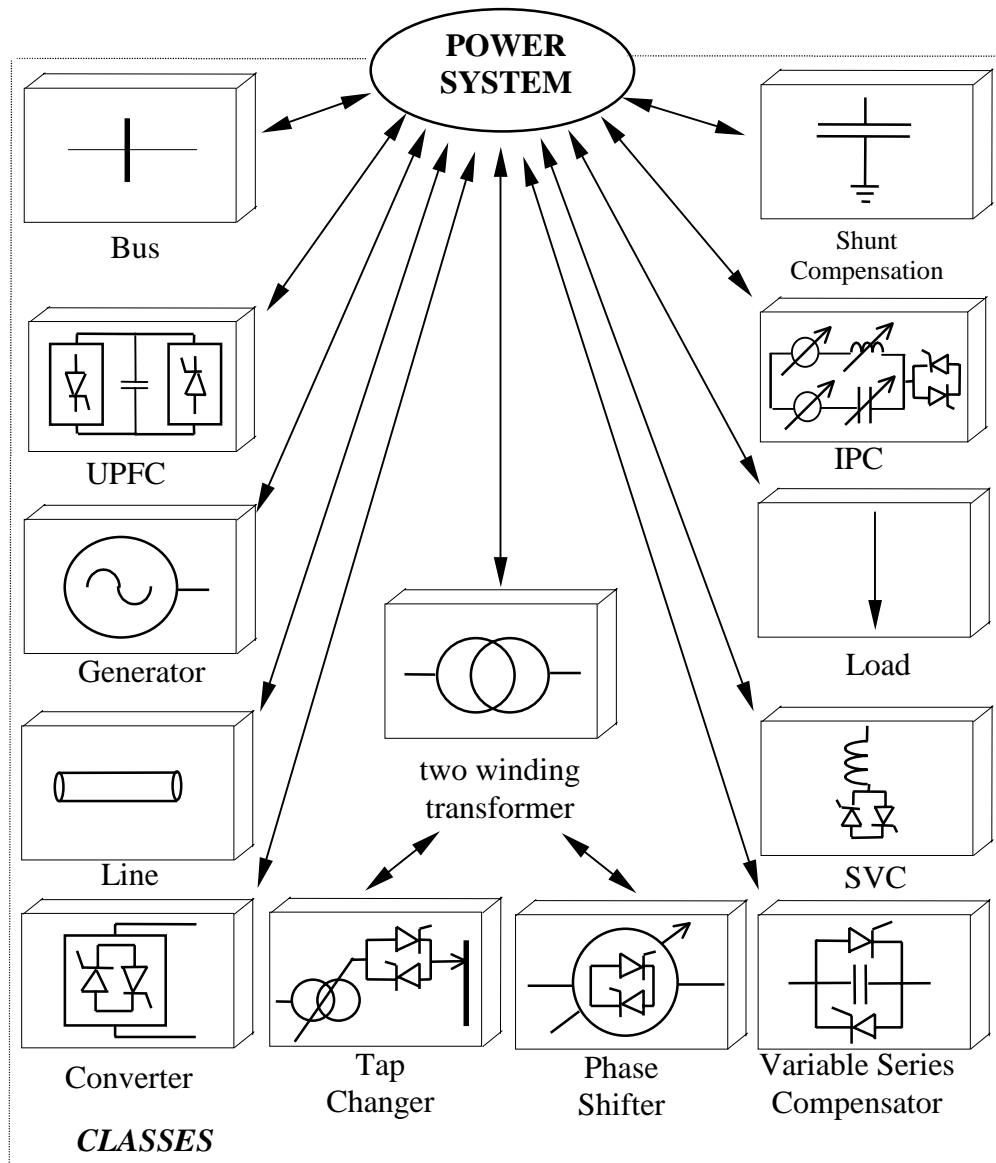 POWER
SYSTEM
Bus
Shunt
Compensation
UPFC
IPC
Generator
Load
two winding
transformer
Line
SVC
Converter
Tap
Changer
Phase
Shifter
Variable Series
Compensator
CLASSES